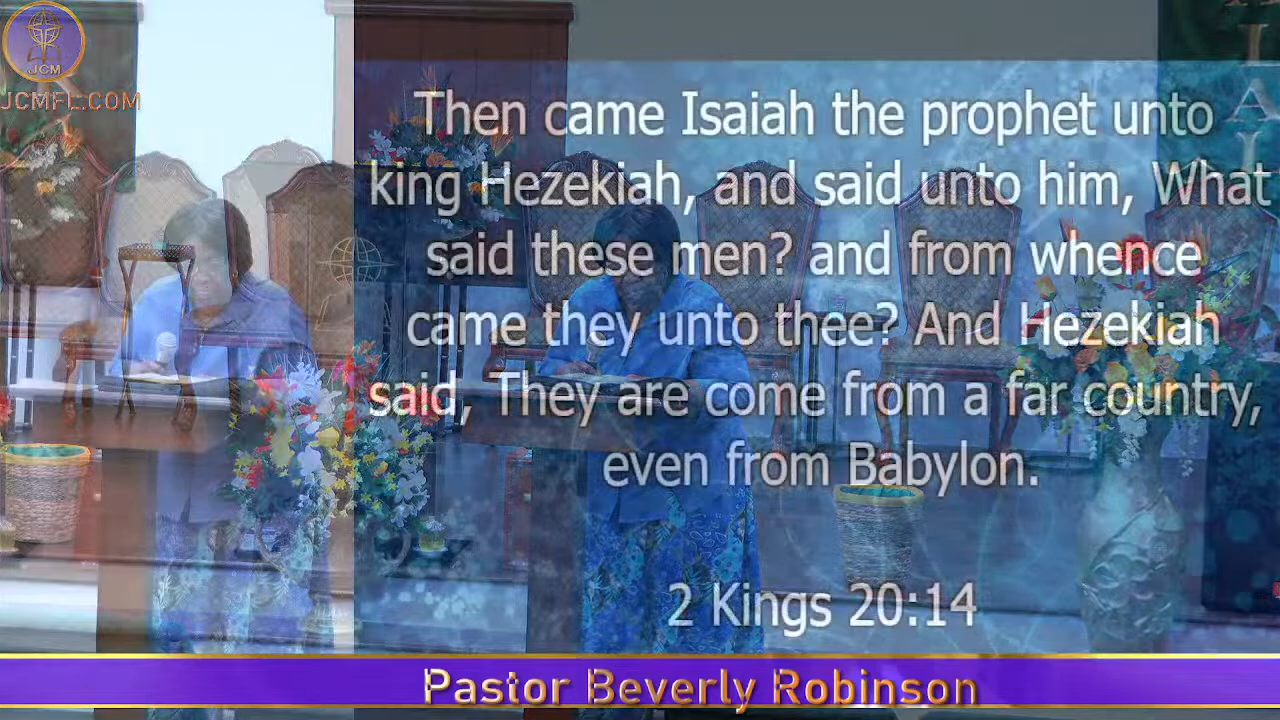 JCM
JCMFL.COM
Then came Isaiah the prophet unto
king Hezekiah, and said unto him, What
said these men? and from whence
came they unto thee? And Hezekiah
said, They are come from a far country,
even from Babylon.
2 Kings 20:14
Pastor Beverly Robinson